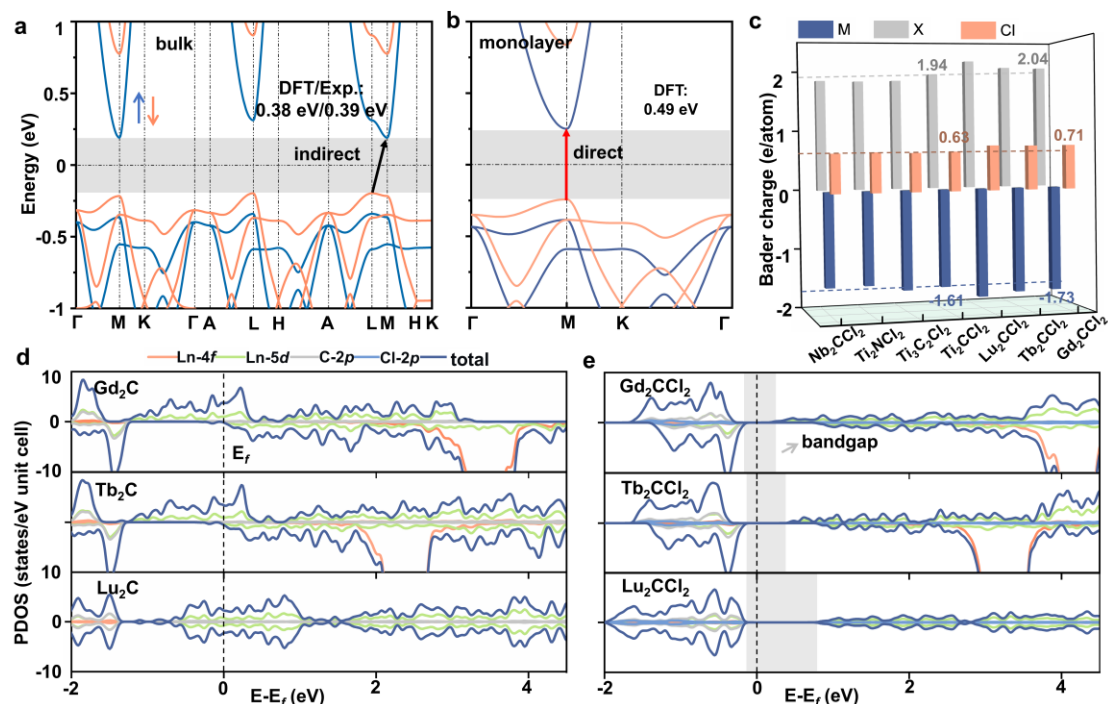 a
bulk
DFT/Exp.:
0.38 eV/0.39 eV
indirect
Energy (eV)
1
0.5
0
-0.5
-1
Γ M K Γ A L H A L M H K
b
monolayer
DFT:
0.49 eV
direct
Γ M K Γ
c
M X Cl
Bader charge (e/atom)
2
1
0
-1
-2
1.94
2.04
0.63
0.71
-1.61
-1.73
Nb₂CCl₂
Ti₂NCl₂
Ti₃C₂Cl₂
Ti₂CCl₂
Lu₂CCl₂
Tb₂CCl₂
Gd₂CCl₂
d
Ln-4f Ln-5d C-2p Cl-2p total
PDOS (states/eV unit cell)
10
0
-10
Gd₂C
E_f
Tb₂C
10
Lu₂C
0
-10
-2 0 2 4
E-E_f (eV)
e
Gd₂CCl₂
bandgap
Tb₂CCl₂
Lu₂CCl₂
-2 0 2 4
E-E_f (eV)